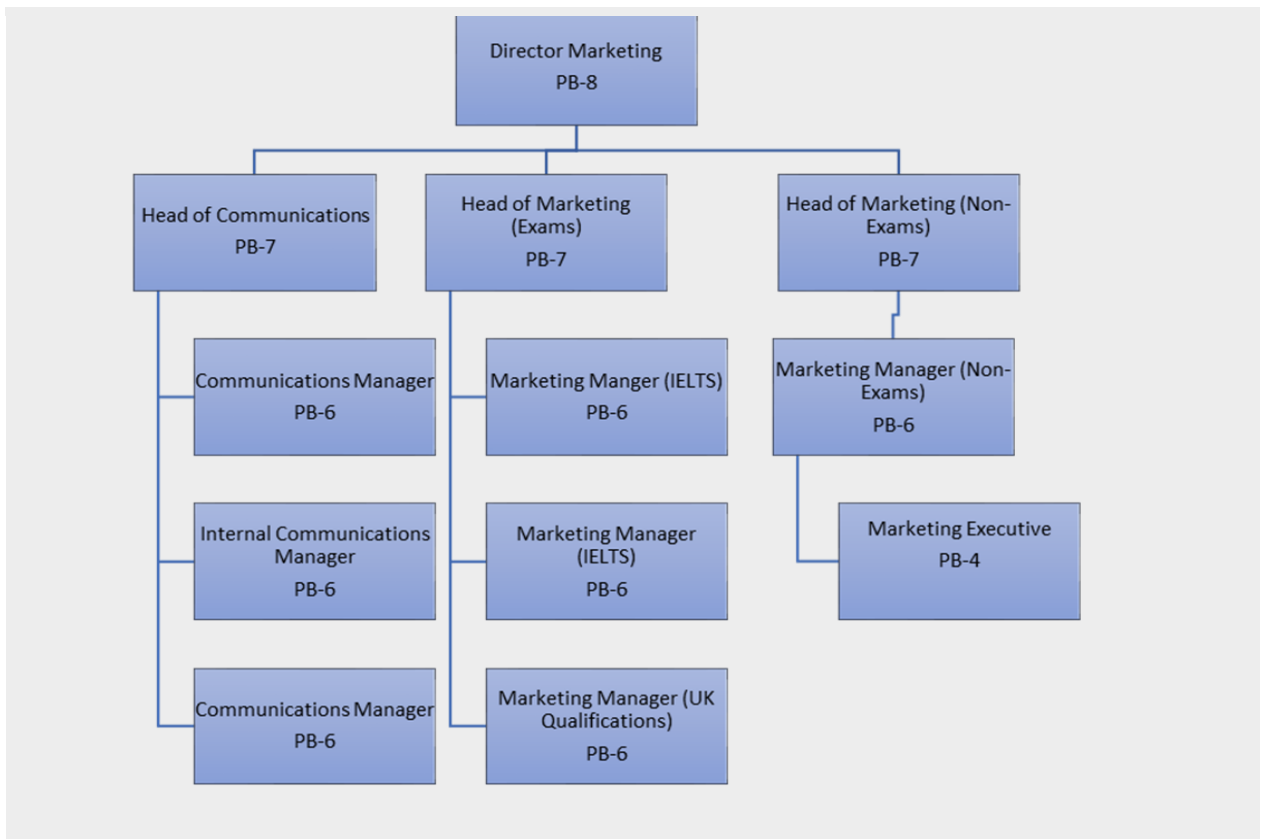 Director Marketing
PB-8
Head of Communications
PB-7
Head of Marketing
(Exams)
PB-7
Head of Marketing (Non-
Exams)
PB-7
Communications Manager
PB-6
Marketing Manger (IELTS)
PB-6
Marketing Manager (Non-
Exams)
PB-6
Internal Communications
Manager
PB-6
Marketing Manager
(IELTS)
PB-6
Marketing Executive
PB-4
Communications Manager
PB-6
Marketing Manager (UK
Qualifications)
PB-6